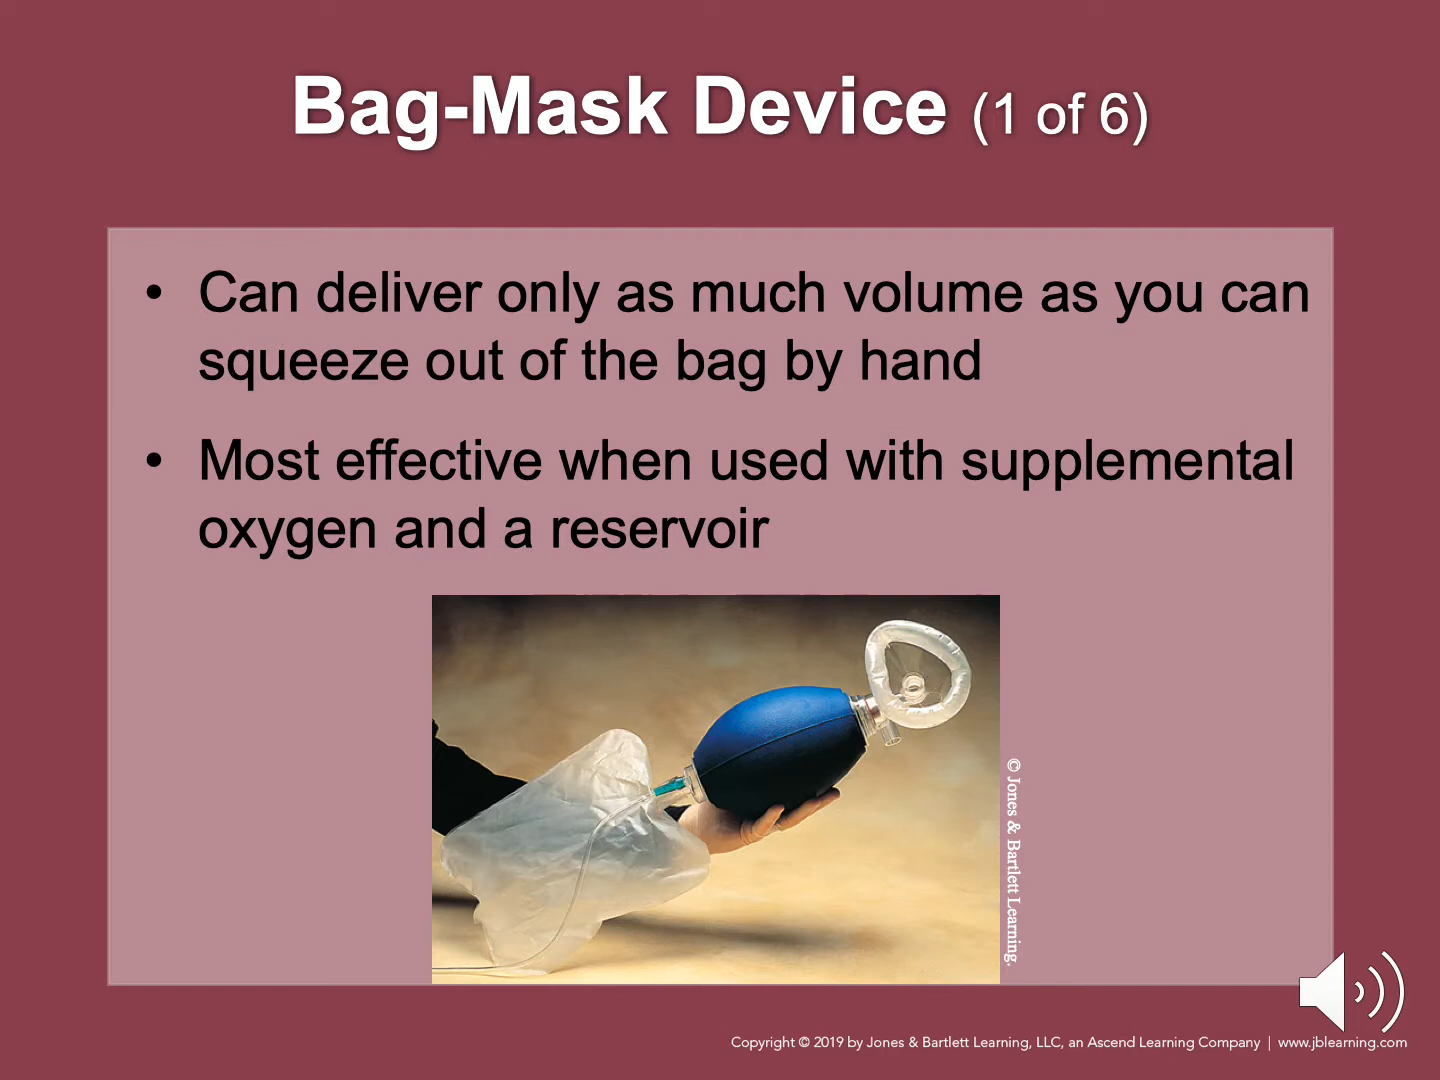 Bag-Mask Device (1 of 6)
• Can deliver only as much volume as you can
squeeze out of the bag by hand
• Most effective when used with supplemental
oxygen and a reservoir
© Jones & Bartlett Learning.
Copyright © 2019 by Jones & Bartlett Learning, LLC, an Ascend Learning Company | www.jblearning.com